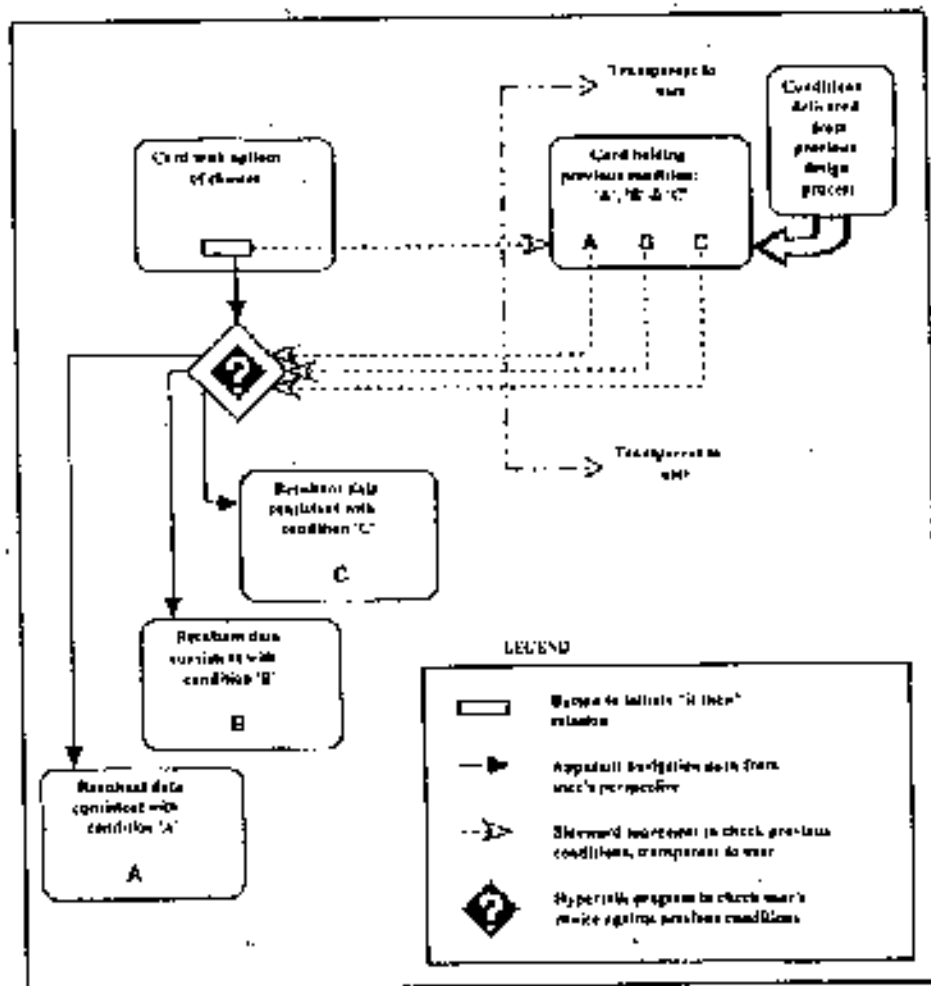 Transparent to
user
Conditions
delivered
from
previous
design
process
Card with options
of choices
Card holding
previous conditions
'A', 'B' & 'C'
A B C
?
Transparent to
user
Resultant data
consistent with
condition 'C'
C
Resultant data
consistent with
condition 'B'
B
Resultant data
consistent with
condition 'A'
A
LEGEND
Button to initiate "if then"
Apparent navigation path from
user's perspective
movement to check previous
conditions, transparent to user
?
Hypertalk program to check user's
choice against previous conditions